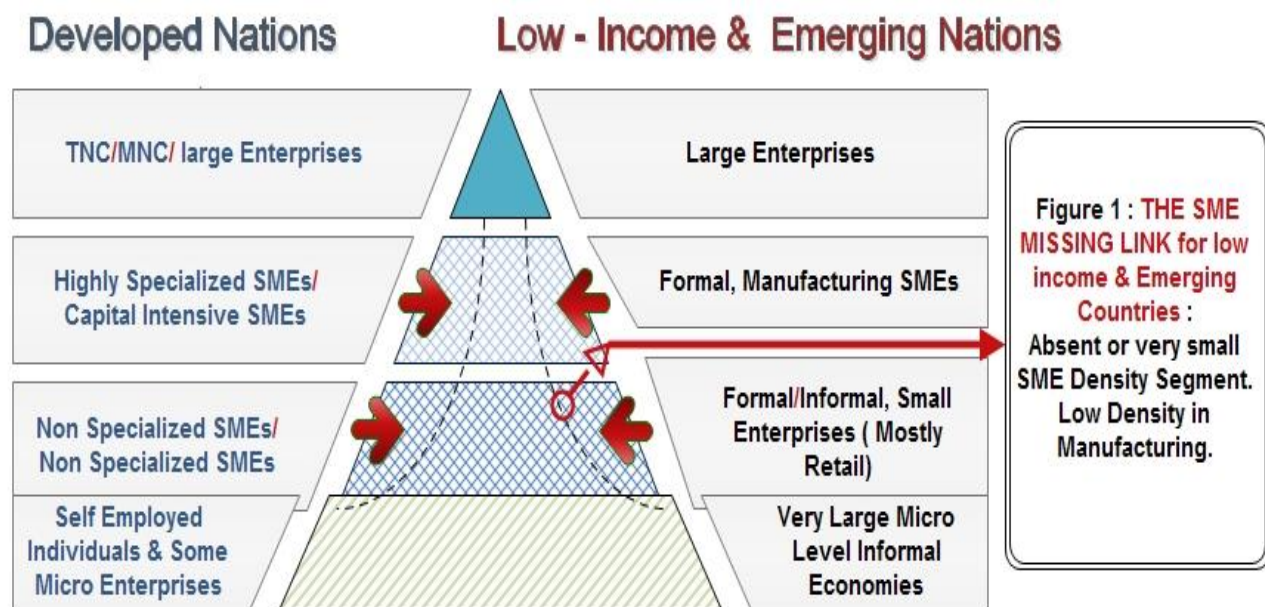 Developed Nations
Low - Income & Emerging Nations
TNC/MNC/ large Enterprises
Large Enterprises
Highly Specialized SMEs/
Capital Intensive SMEs
Formal, Manufacturing SMEs
Non Specialized SMEs/
Non Specialized SMEs
Formal/Informal, Small
Enterprises ( Mostly
Retail)
Self Employed
Individuals & Some
Micro Enterprises
Very Large Micro
Level Informal
Economies
Figure 1 : THE SME
MISSING LINK for low
income & Emerging
Countries :
Absent or very small
SME Density Segment.
Low Density in
Manufacturing.